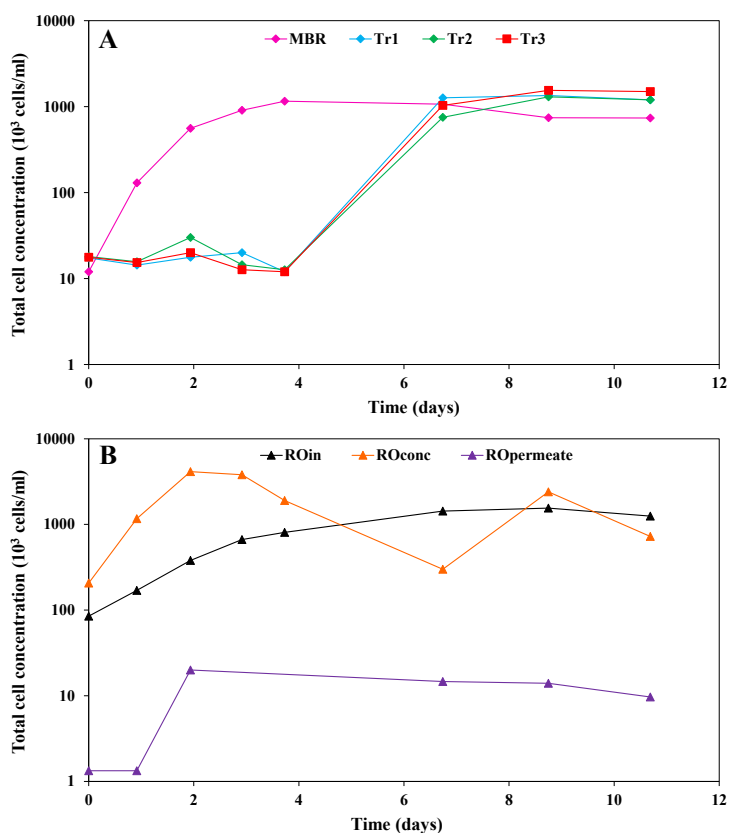 A
MBR Tr1 Tr2 Tr3
Total cell concentration (10³ cells/ml)
10000
1000
100
10
1
0 2 4 6 8 10 12
Time (days)
B
ROin ROconc ROpermeate
Total cell concentration (10³ cells/ml)
10000
1000
100
10
1
0 2 4 6 8 10 12
Time (days)